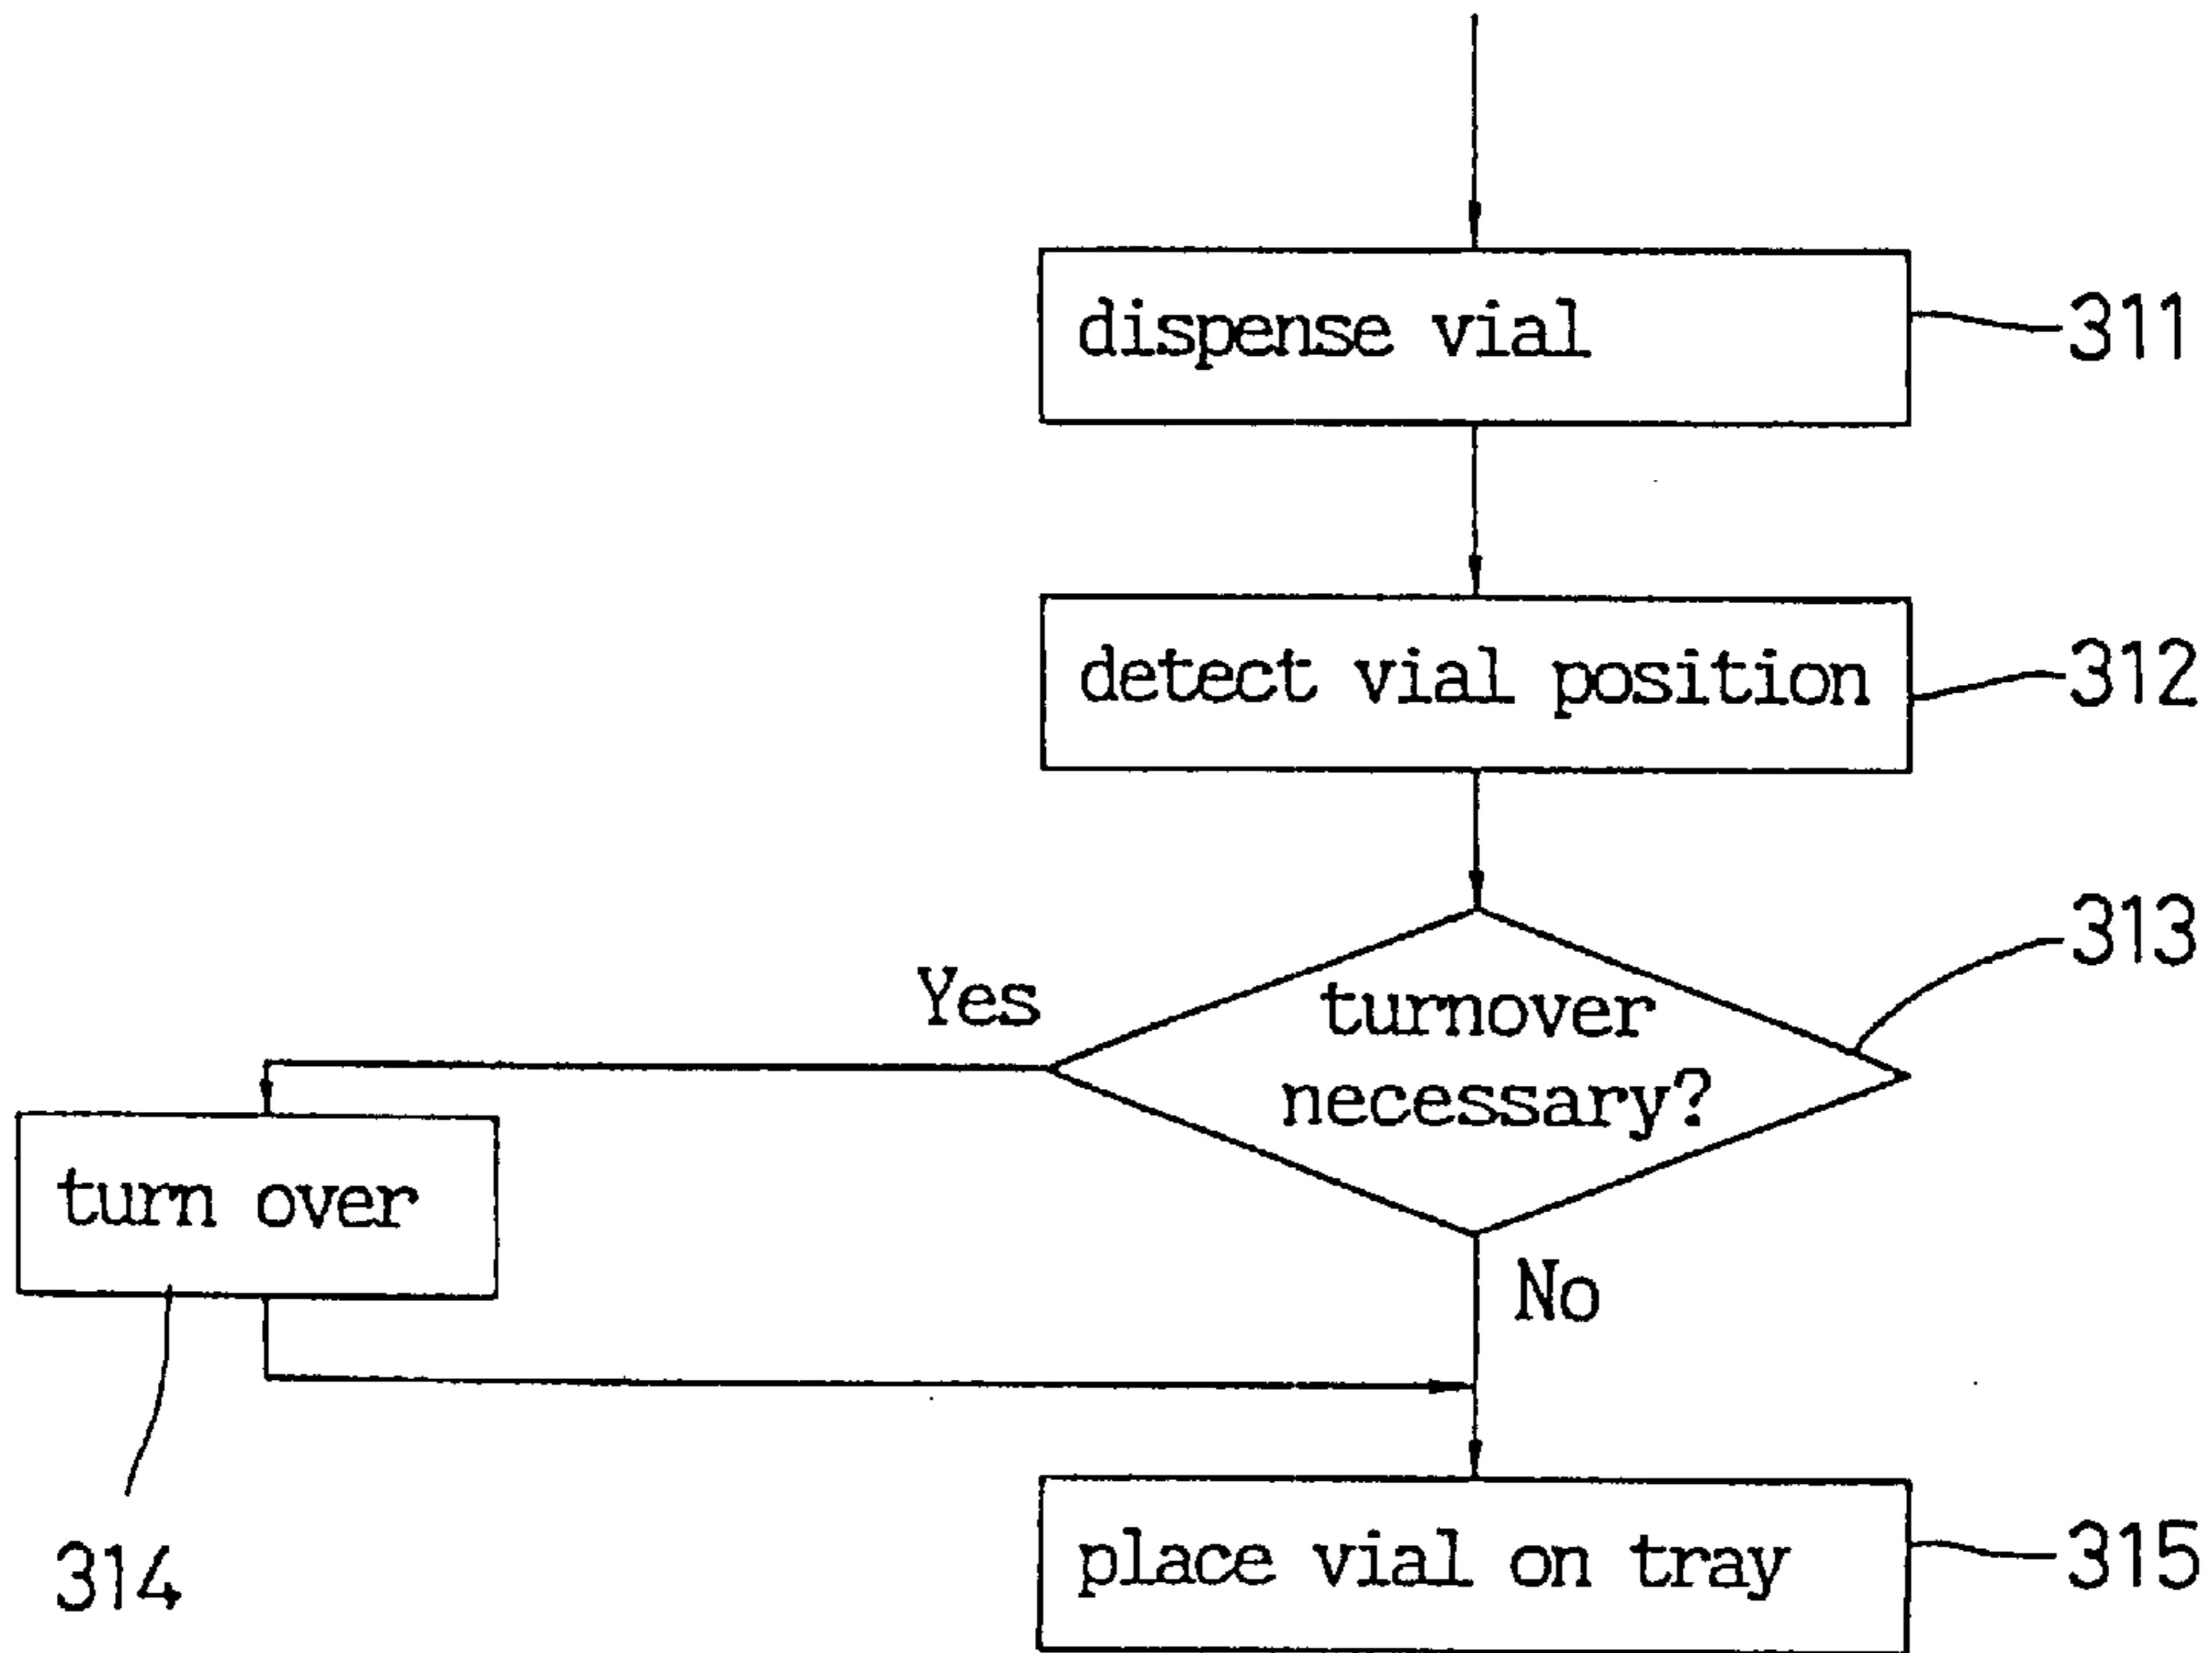 dispense vial
311
detect vial position
312
313
Yes
turnover
necessary?
turn over
No
314
place vial on tray
315